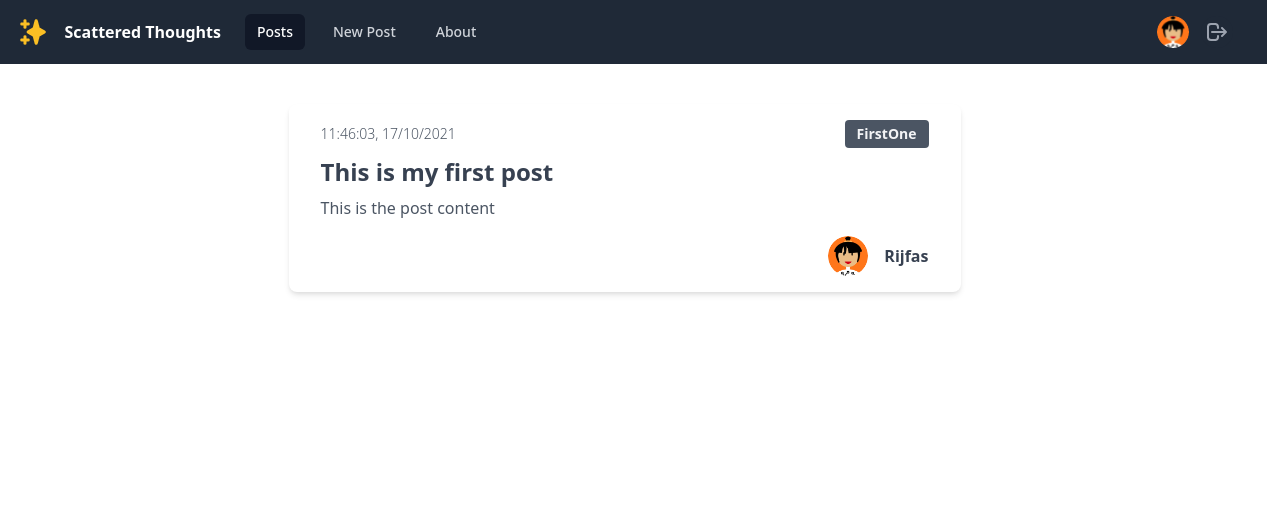 Scattered Thoughts Posts New Post About
11:46:03, 17/10/2021 FirstOne
This is my first post
This is the post content
Rijfas